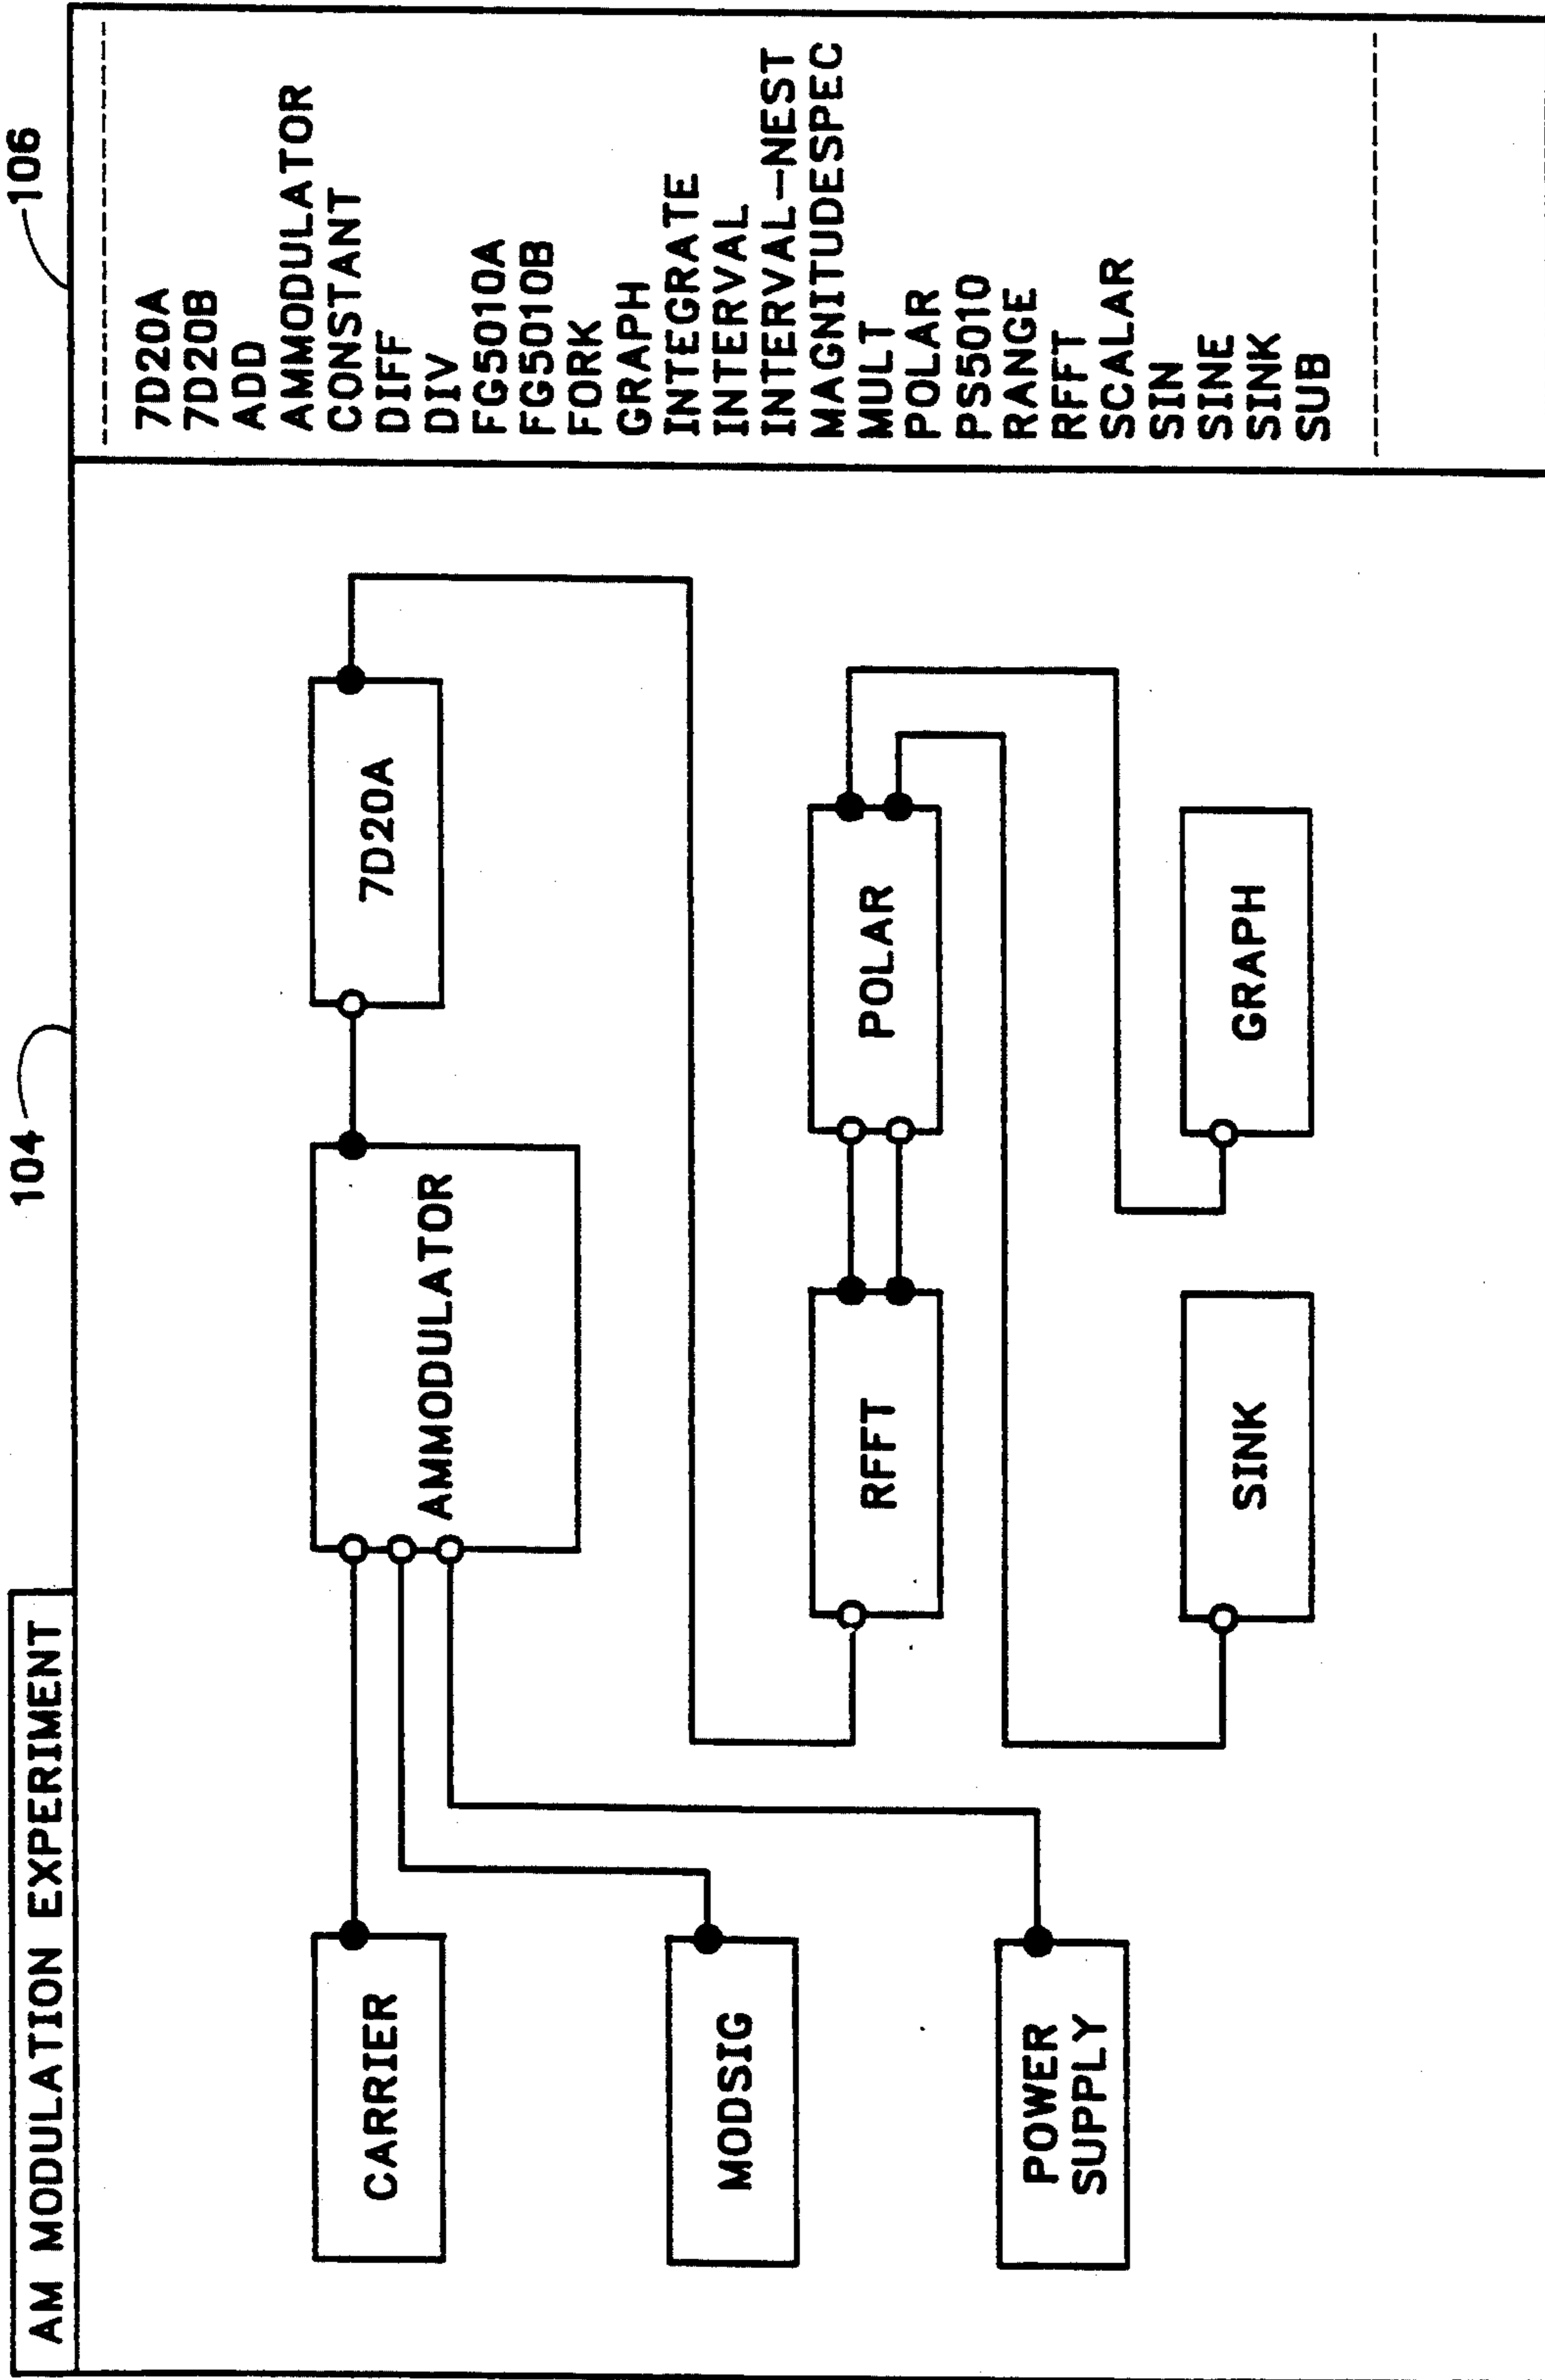 104
106
AM MODULATION EXPERIMENT
CARRIER
AMMODULATOR
7D20A
MODSIG
RFFT
POLAR
POWER
SUPPLY
SINK
GRAPH
7D20A
7D20B
ADD
AMMODULATOR
CONSTANT
DIFF
DIV
FG5010A
FG5010B
FORK
GRAPH
INTEGRATE
INTERVAL
INTERVAL-NEST
MAGNITUDESPEC
MULT
POLAR
PS5010
RANGE
RFFT
SCALAR
SIN
SINE
SINK
SUB